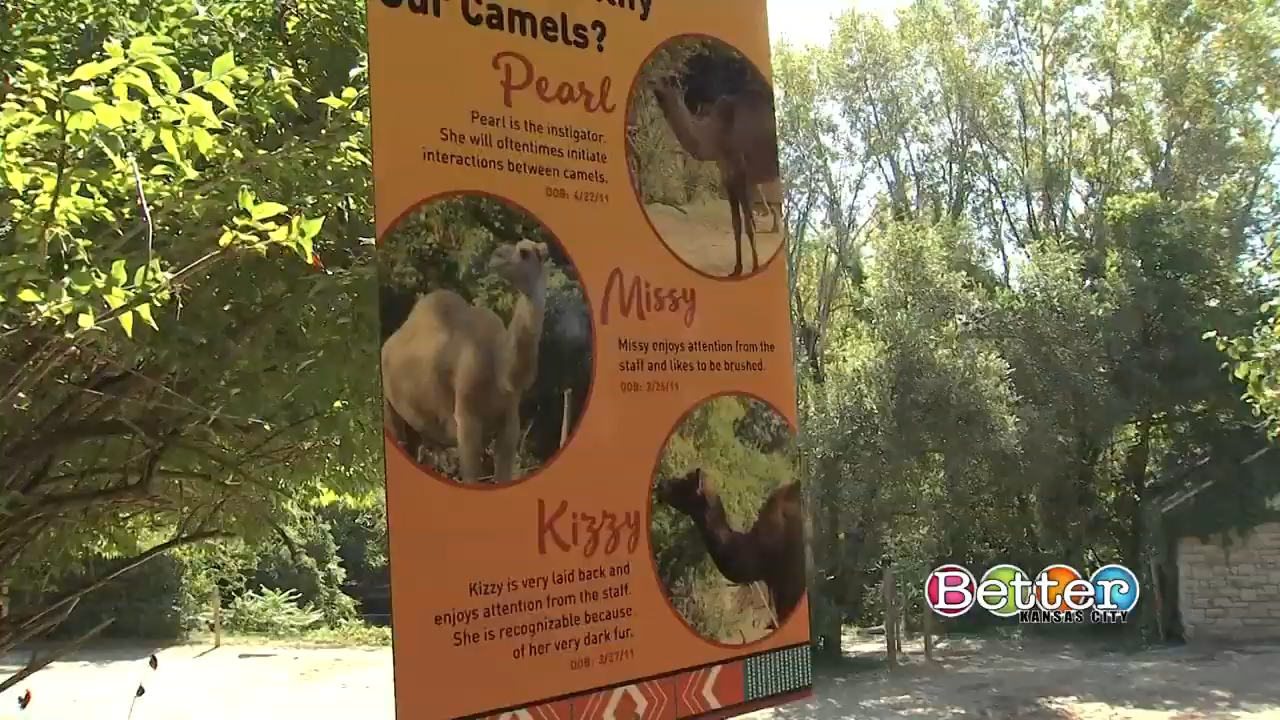 Our Camels?
Pearl
Pearl is the instigator.
She will oftentimes initiate
interactions between camels.
DOB: 4/22/11
Missy
Missy enjoys attention from the
staff and likes to be brushed.
DOB: 3/26/11
Kizzy
Kizzy is very laid back and
enjoys attention from the staff.
She is recognizable because
of her very dark fur.
DOB: 3/27/11
Better
KANSAS CITY